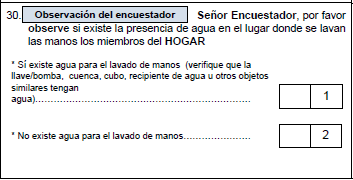 30. Observación del encuestador Señor Encuestador, por favor
observe si existe la presencia de agua en el lugar donde se lavan
las manos los miembros del HOGAR
* Sí existe agua para el lavado de manos (verifique que la
llave/bomba, cuenca, cubo, recipiente de agua u otros objetos
similares tengan
agua)........................................................... 1
* No existe agua para el lavado de manos...................... 2